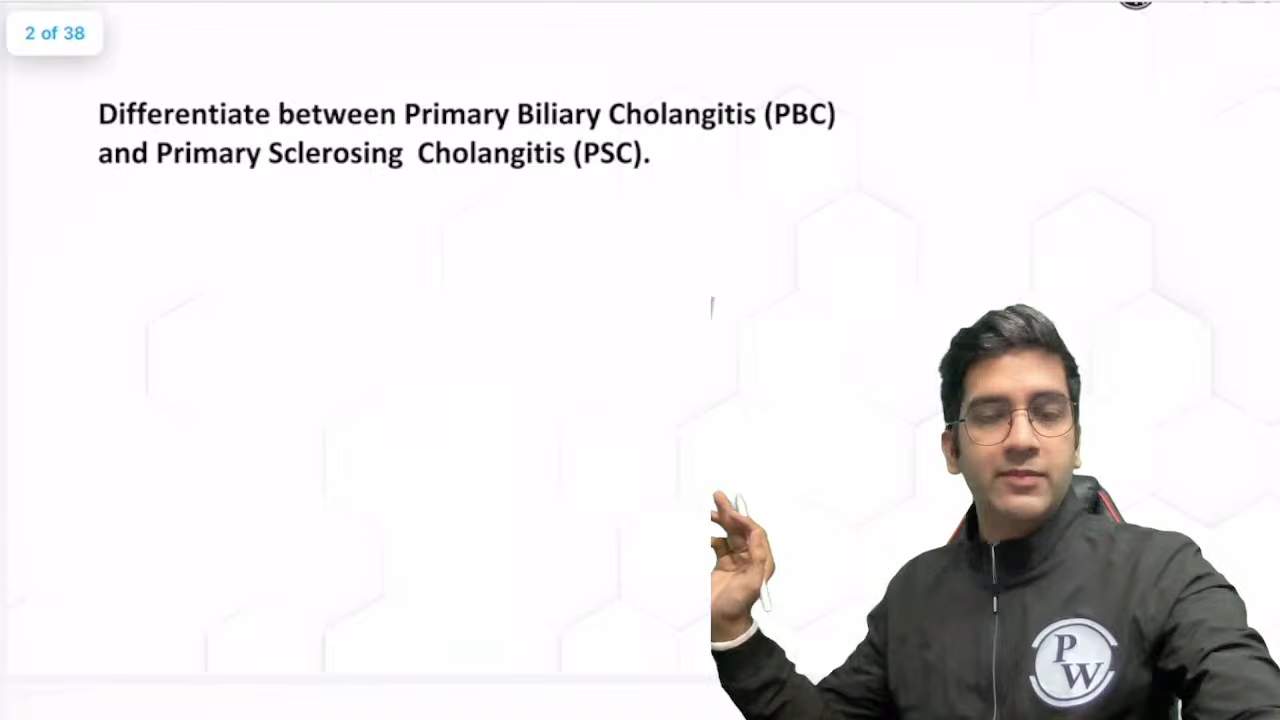 2 of 38
Differentiate between Primary Biliary Cholangitis (PBC)
and Primary Sclerosing Cholangitis (PSC).
PW